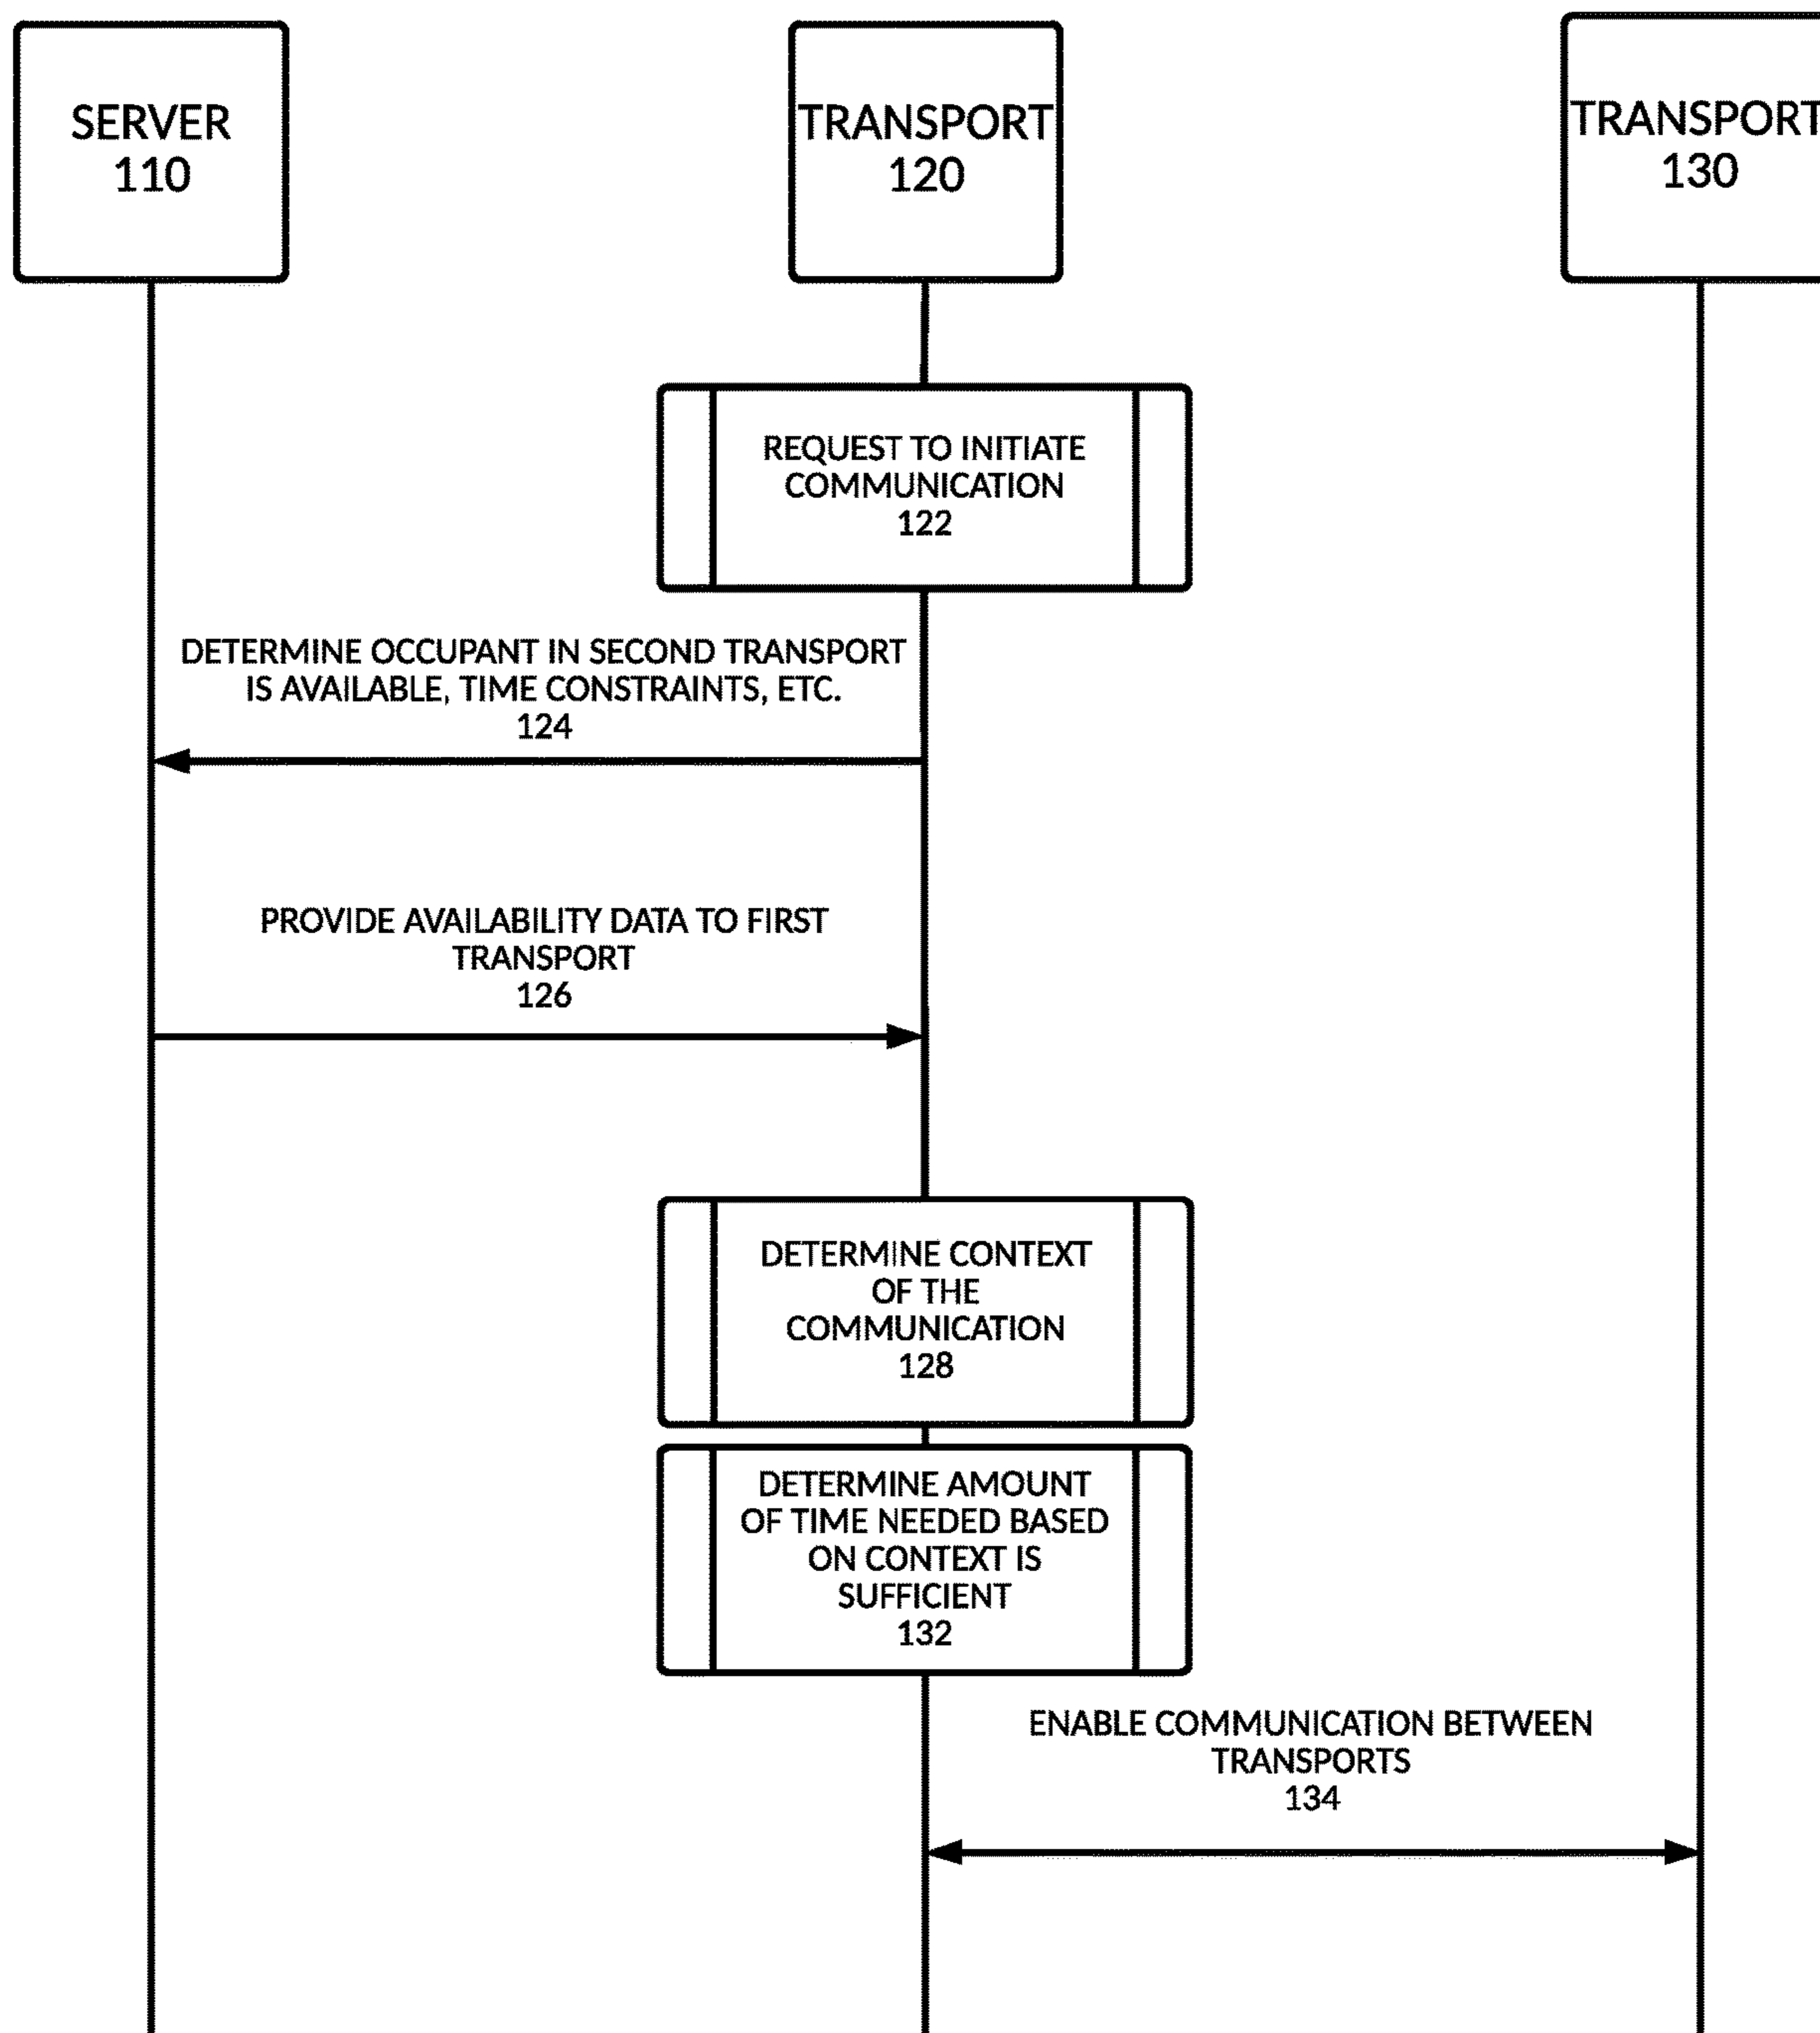 SERVER
110
TRANSPORT
120
TRANSPORT
130
REQUEST TO INITIATE
COMMUNICATION
122
DETERMINE OCCUPANT IN SECOND TRANSPORT
IS AVAILABLE, TIME CONSTRAINTS, ETC.
124
PROVIDE AVAILABILITY DATA TO FIRST
TRANSPORT
126
DETERMINE CONTEXT
OF THE
COMMUNICATION
128
DETERMINE AMOUNT
OF TIME NEEDED BASED
ON CONTEXT IS
SUFFICIENT
132
ENABLE COMMUNICATION BETWEEN
TRANSPORTS
134